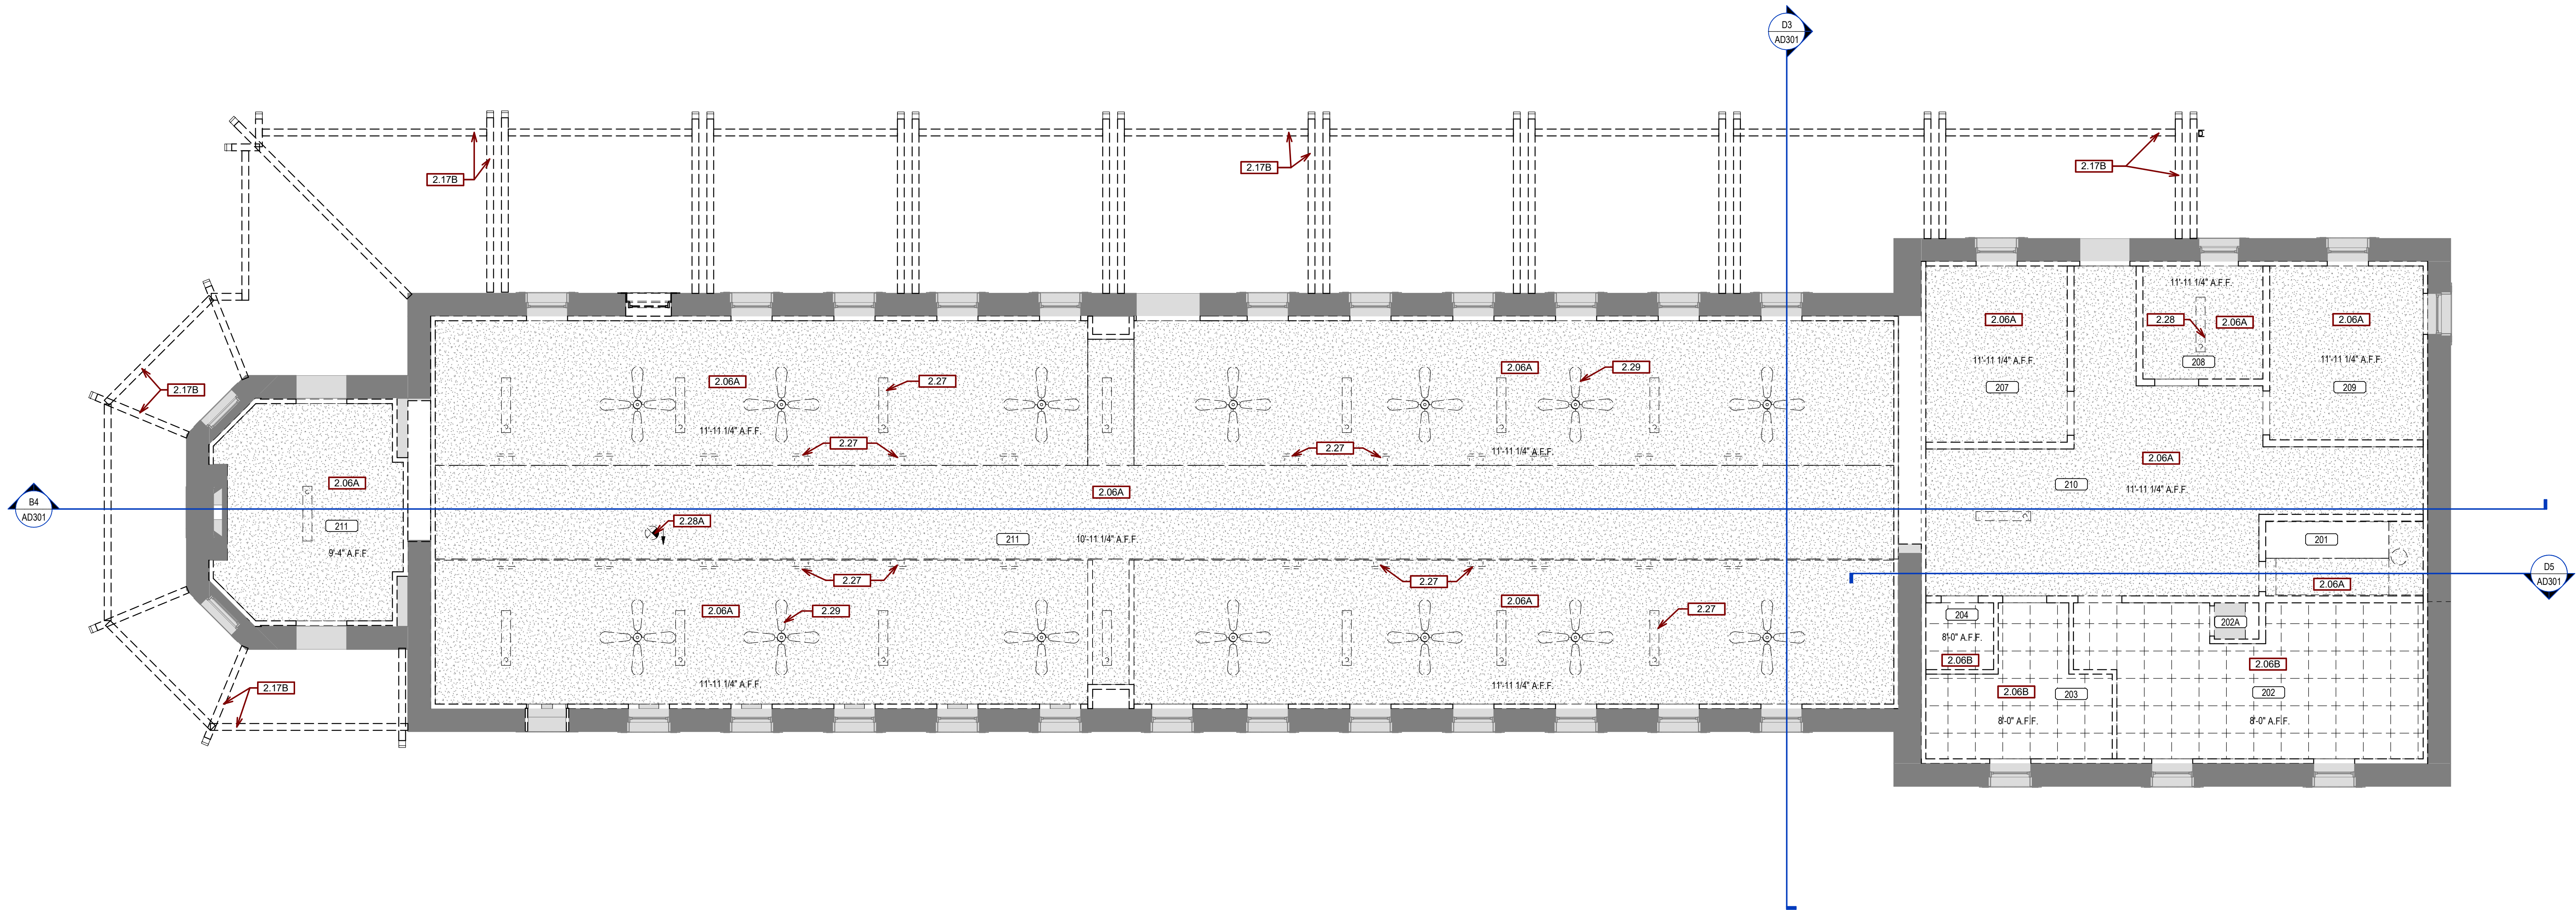 D3
AD301
2.17B
2.17B
2.17B
11'-11 1/4" A.F.F.
2.06A
2.28
2.06A
2.06A
11'-11 1/4" A.F.F.
208
11'-11 1/4" A.F.F.
207
209
2.17B
2.06A
2.27
2.06A
2.29
11'-11 1/4" A.F.F.
2.27
2.27
11'-11 1/4" A.F.F.
2.06A
2.06A
210
11'-11 1/4" A.F.F.
2.06A
B4
AD301
2.28A
211
211
10'-11 1/4" A.F.F.
201
9'-4" A.F.F.
D5
AD301
2.27
2.27
2.06A
2.06A
2.29
2.06A
2.27
204
202A
8'-0" A.F.F.
2.06B
2.06B
2.17B
11'-11 1/4" A.F.F.
11'-11 1/4" A.F.F.
2.06B
203
202
8'-0" A.F.F.
8'-0" A.F.F.